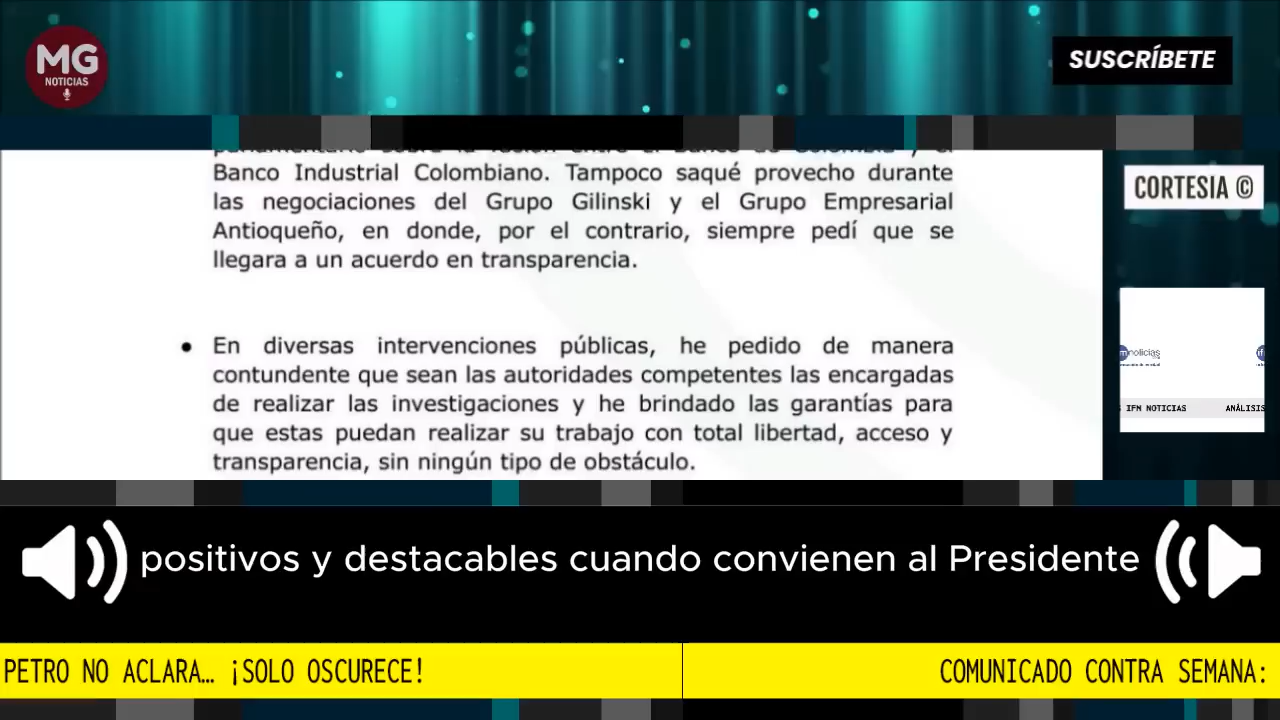 MG
NOTICIAS
SUSCRÍBETE
Banco Industrial Colombiano. Tampoco saqué provecho durante
las negociaciones del Grupo Gilinski y el Grupo Empresarial
Antioqueño, en donde, por el contrario, siempre pedí que se
llegara a un acuerdo en transparencia.
• En diversas intervenciones públicas, he pedido de manera
contundente que sean las autoridades competentes las encargadas
de realizar las investigaciones y he brindado las garantías para
que estas puedan realizar su trabajo con total libertad, acceso y
transparencia, sin ningún tipo de obstáculo.
CORTESIA ©
noticias
IFM NOTICIAS
ANÁLISIS
positivos y destacables cuando convienen al Presidente
PETRO NO ACLARA… ¡SOLO OSCURECE!
COMUNICADO CONTRA SEMANA: